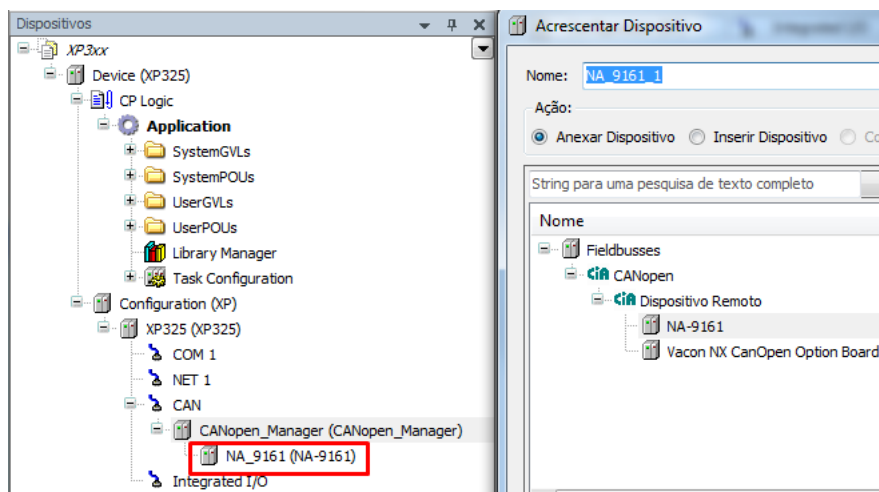 Dispositivos
XP3xx
Device (XP325)
CP Logic
Application
SystemGVLs
SystemPOUs
UserGVLs
UserPOUs
Library Manager
Task Configuration
Configuration (XP)
XP325 (XP325)
COM 1
NET 1
CAN
CANopen_Manager (CANopen_Manager)
NA_9161 (NA-9161)
Integrated I/O
Acrescentar Dispositivo
Nome: NA_9161_1
Ação:
Anexar Dispositivo Inserir Dispositivo
String para uma pesquisa de texto completo
Nome
Fieldbusses
CiA CANopen
CiA Dispositivo Remoto
NA-9161
Vacon NX CanOpen Option Board